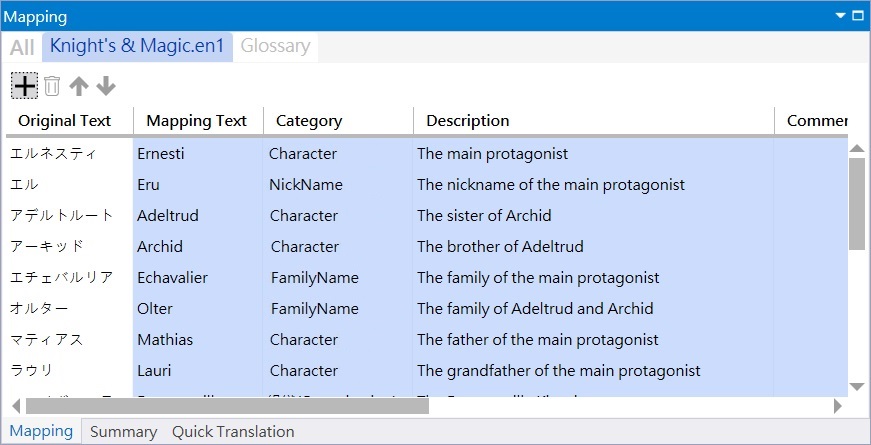 Mapping
All Knight's & Magic.en1 Glossary
Original Text Mapping Text Category Description Commen
エルネスティ Ernesti Character The main protagonist
エル Eru NickName The nickname of the main protagonist
アデルトルート Adeltrud Character The sister of Archid
アーキッド Archid Character The brother of Adeltrud
エチェバルリア Echavalier FamilyName The family of the main protagonist
オルター Olter FamilyName The family of Adeltrud and Archid
マティアス Mathias Character The father of the main protagonist
ラウリ Lauri Character The grandfather of the main protagonist
Mapping Summary Quick Translation